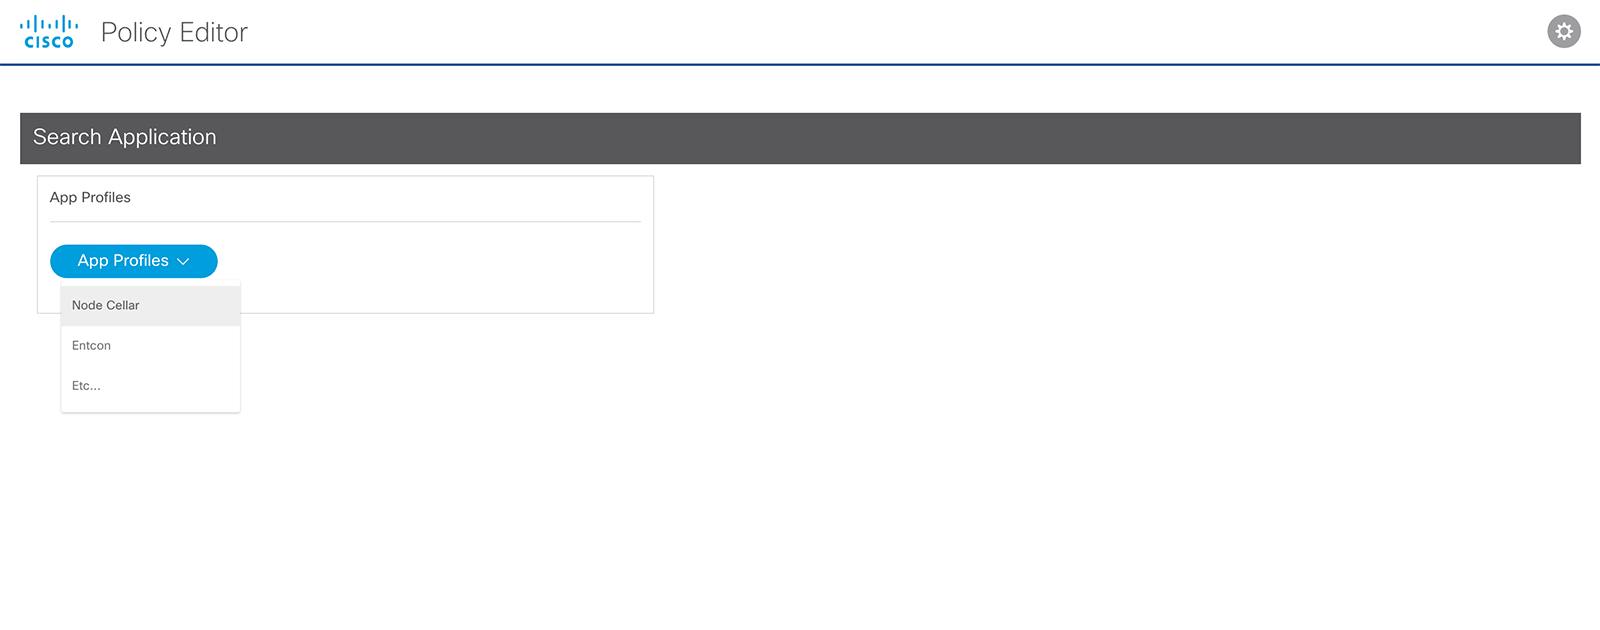 CISCO Policy Editor
Search Application
App Profiles
App Profiles
Node Cellar
Entcon
Etc...